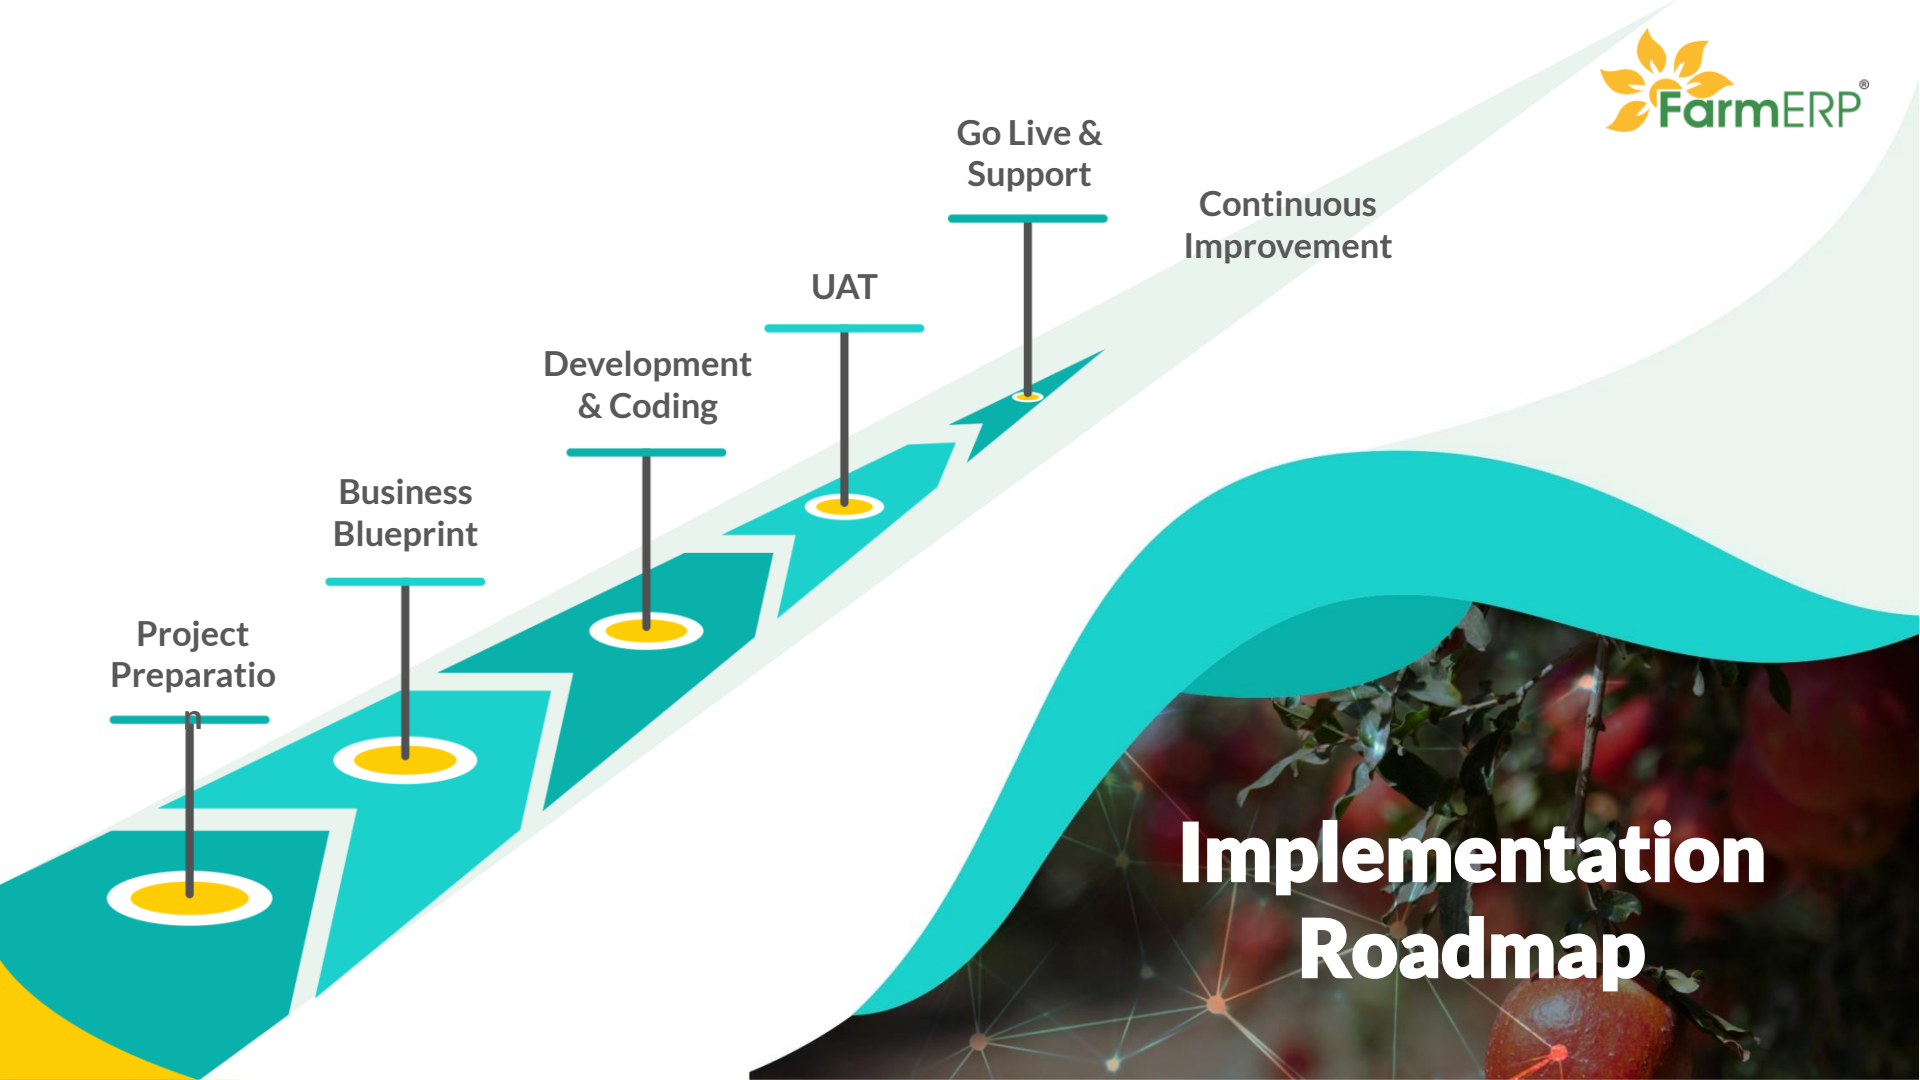 FarmERP®
Go Live &
Support
Continuous
Improvement
UAT
Development
& Coding
Business
Blueprint
Project
Preparatio
n
Implementation
Roadmap